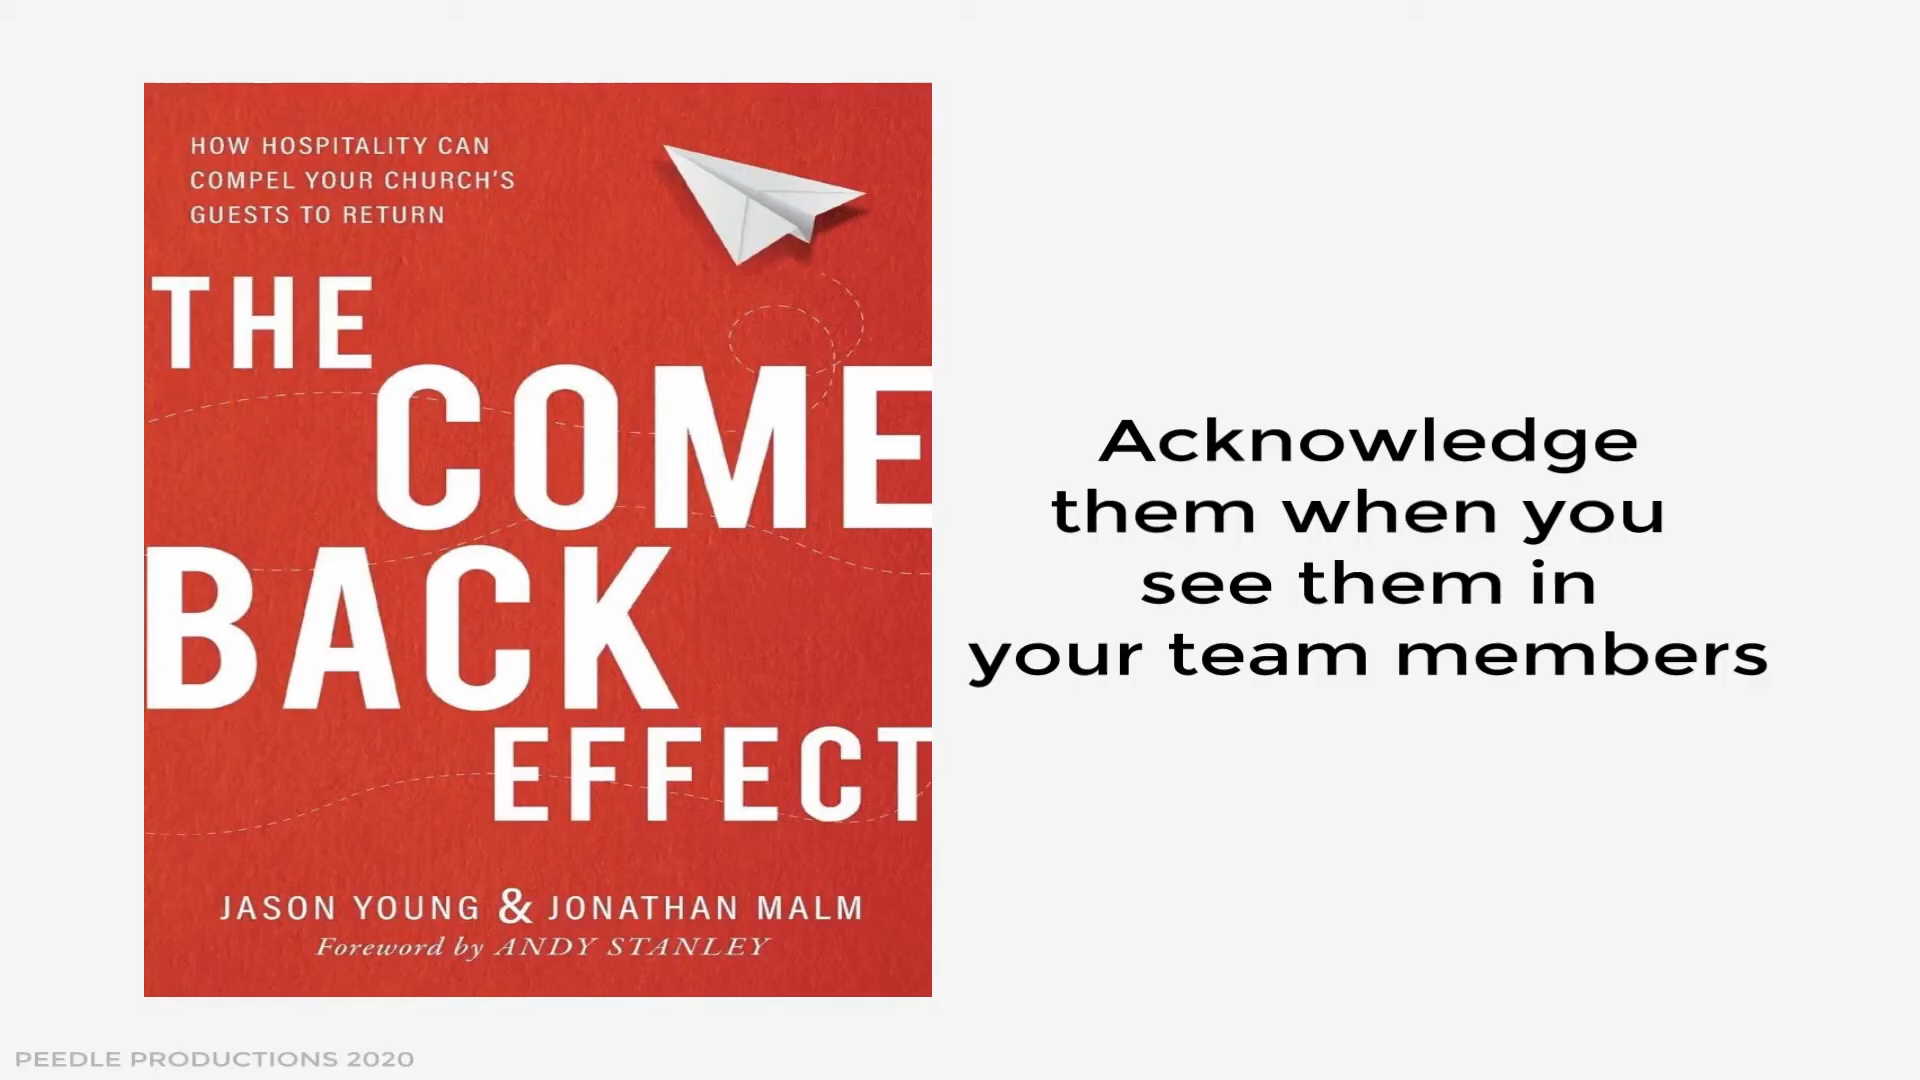 HOW HOSPITALITY CAN
COMPEL YOUR CHURCH'S
GUESTS TO RETURN
THE
COME
BACK
EFFECT
JASON YOUNG & JONATHAN MALM
Foreword by ANDY STANLEY
Acknowledge
them when you
see them in
your team members
PEEDLE PRODUCTIONS 2020